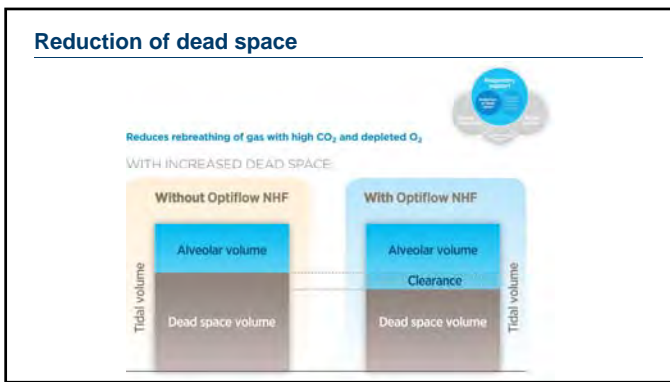 Reduction of dead space
Reduces rebreathing of gas with high CO₂ and depleted O₂
WITH INCREASED DEAD SPACE:
Without Optiflow NHF
With Optiflow NHF
Tidal volume
Alveolar volume
Dead space volume
Alveolar volume
Clearance
Dead space volume
Tidal volume